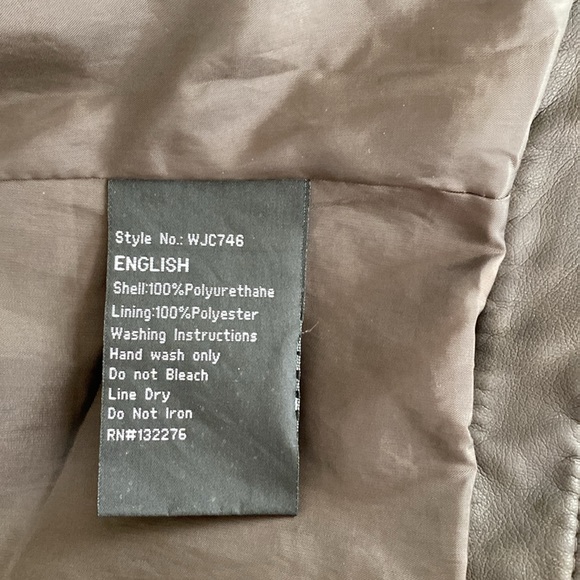 Style No.: WJC746
ENGLISH
Shell:100%Polyurethane
Lining:100%Polyester
Washing Instructions
Hand wash only
Do not Bleach
Line Dry
Do Not Iron
RN#132276